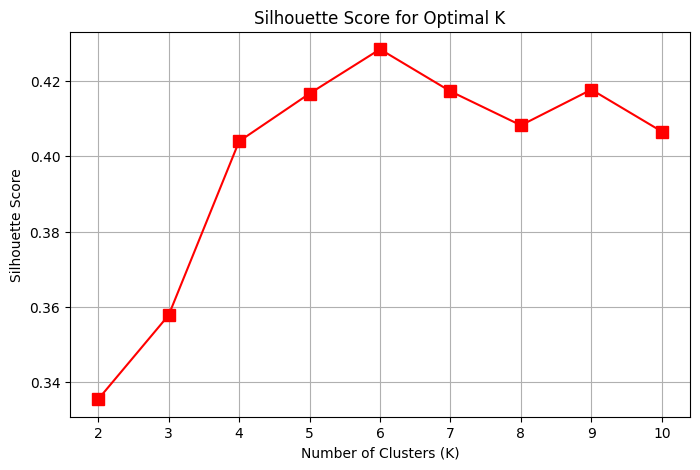 Silhouette Score for Optimal K
Silhouette Score
0.42
0.40
0.38
0.36
0.34
2 3 4 5 6 7 8 9 10
Number of Clusters (K)